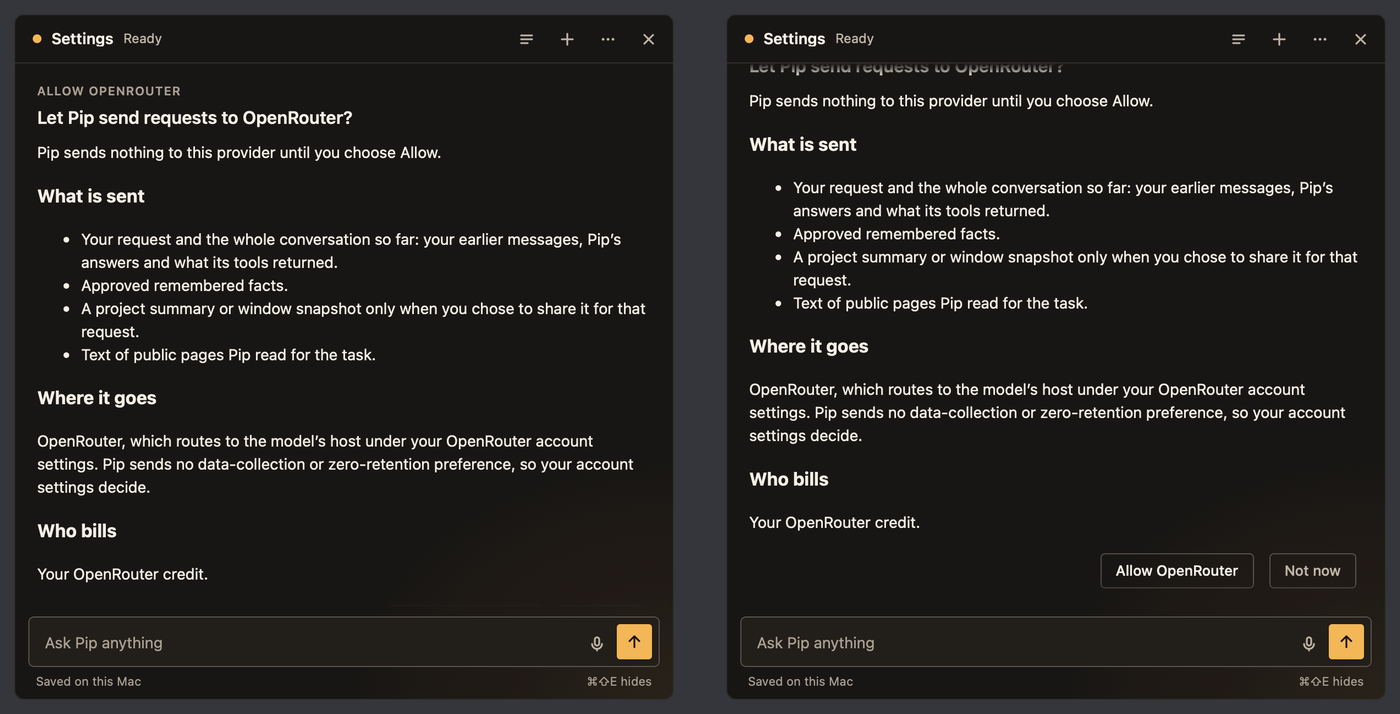 Settings Ready
ALLOW OPENROUTER
Let Pip send requests to OpenRouter?
Pip sends nothing to this provider until you choose Allow.
What is sent
• Your request and the whole conversation so far: your earlier messages, Pip’s
answers and what its tools returned.
• Approved remembered facts.
• A project summary or window snapshot only when you chose to share it for that
request.
• Text of public pages Pip read for the task.
Where it goes
OpenRouter, which routes to the model’s host under your OpenRouter account
settings. Pip sends no data-collection or zero-retention preference, so your account
settings decide.
Who bills
Your OpenRouter credit.
Ask Pip anything
Saved on this Mac
⌘⇧E hides
Settings Ready
Let Pip send requests to OpenRouter?
Pip sends nothing to this provider until you choose Allow.
What is sent
• Your request and the whole conversation so far: your earlier messages, Pip’s
answers and what its tools returned.
• Approved remembered facts.
• A project summary or window snapshot only when you chose to share it for that
request.
• Text of public pages Pip read for the task.
Where it goes
OpenRouter, which routes to the model’s host under your OpenRouter account
settings. Pip sends no data-collection or zero-retention preference, so your account
settings decide.
Who bills
Your OpenRouter credit.
Allow OpenRouter
Not now
Ask Pip anything
Saved on this Mac
⌘⇧E hides